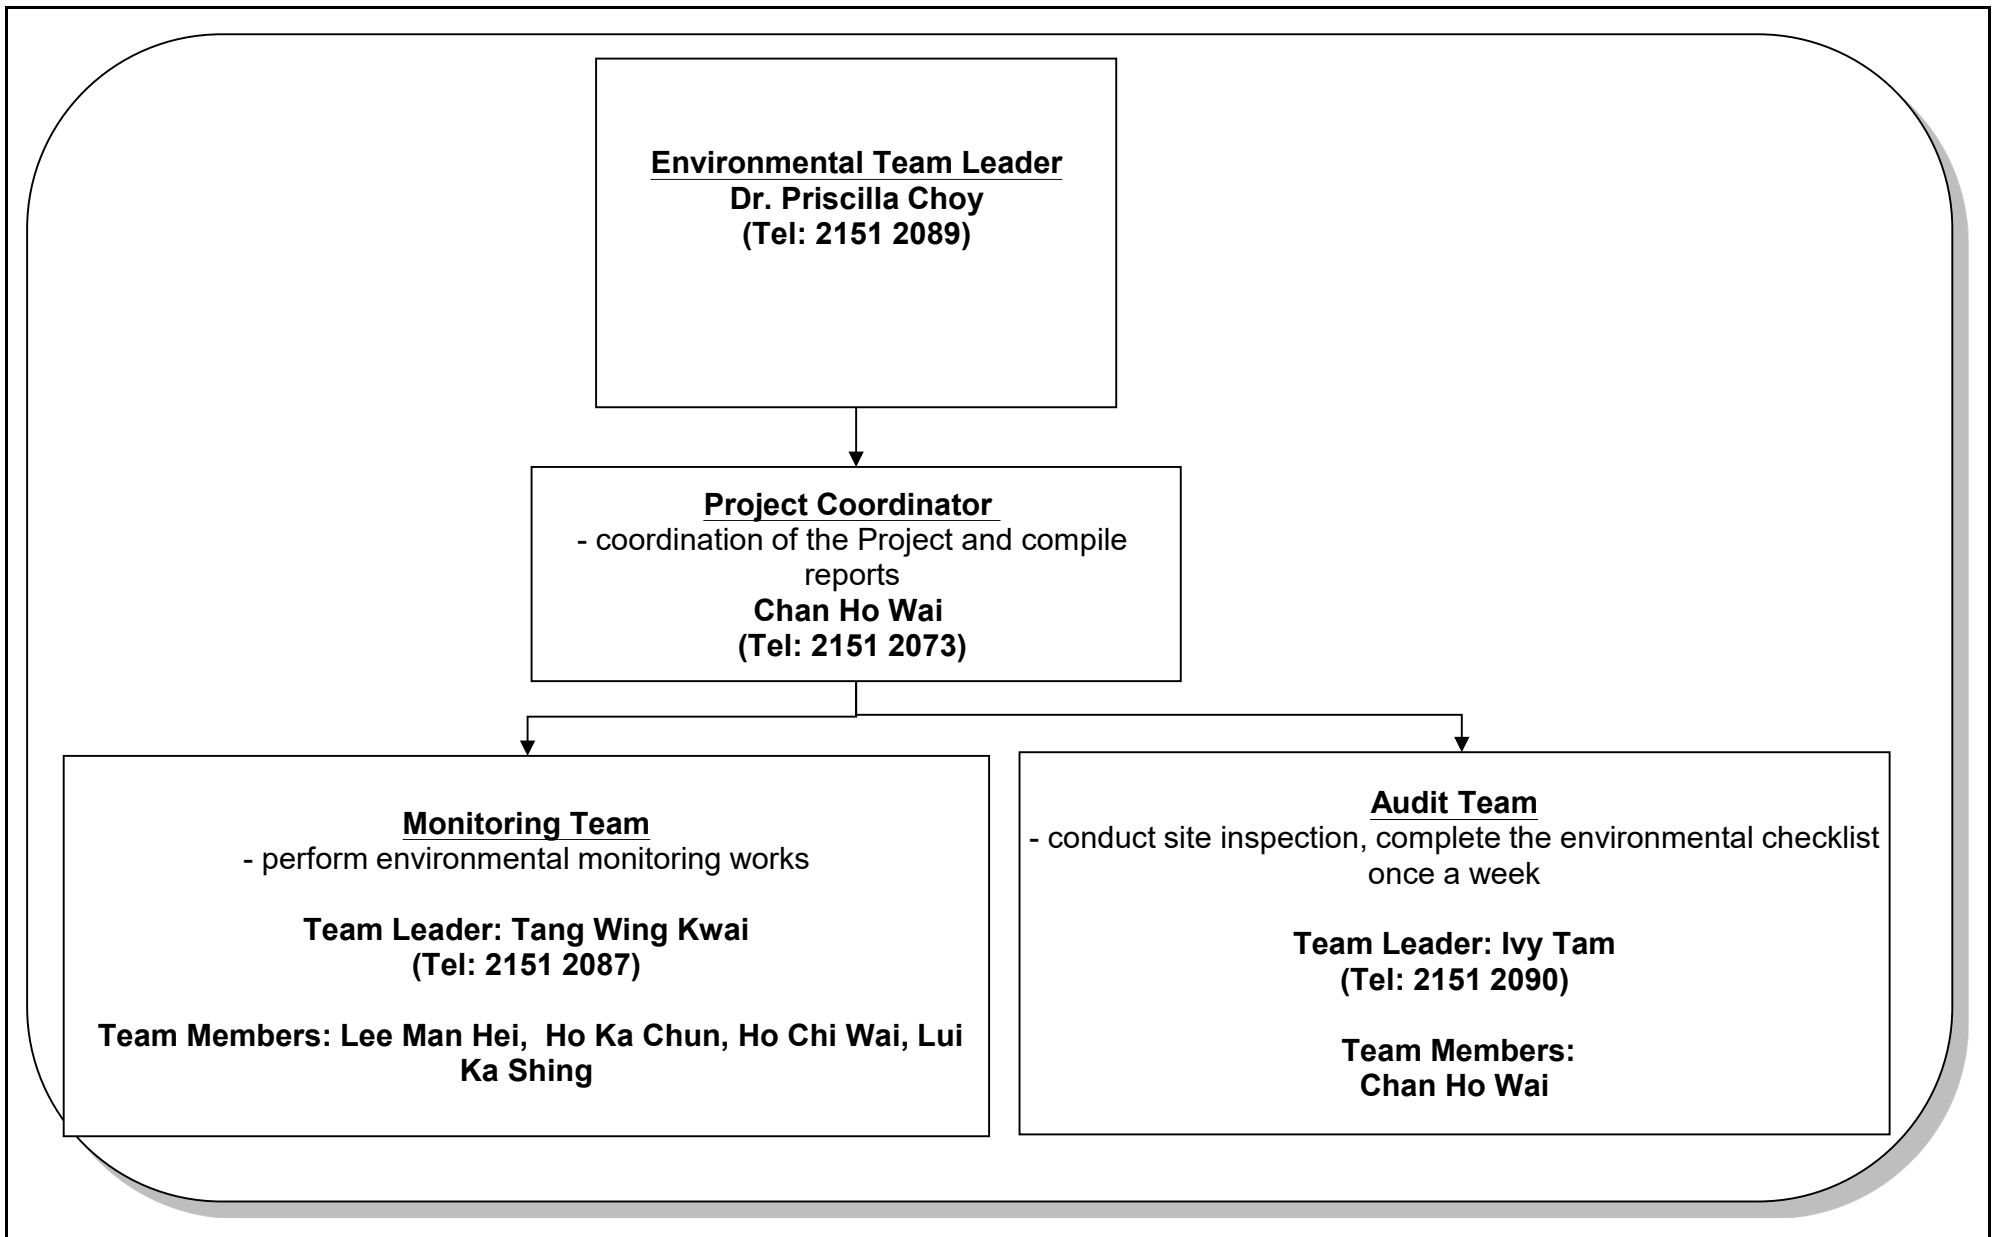 Environmental Team Leader
Dr. Priscilla Choy
(Tel: 2151 2089)
Project Coordinator
- coordination of the Project and compile
reports
Chan Ho Wai
(Tel: 2151 2073)
Monitoring Team
- perform environmental monitoring works
Team Leader: Tang Wing Kwai
(Tel: 2151 2087)
Team Members: Lee Man Hei,  Ho Ka Chun, Ho Chi Wai, Lui
Ka Shing
Audit Team
- conduct site inspection, complete the environmental checklist
once a week
Team Leader: Ivy Tam
(Tel: 2151 2090)
Team Members:
Chan Ho Wai